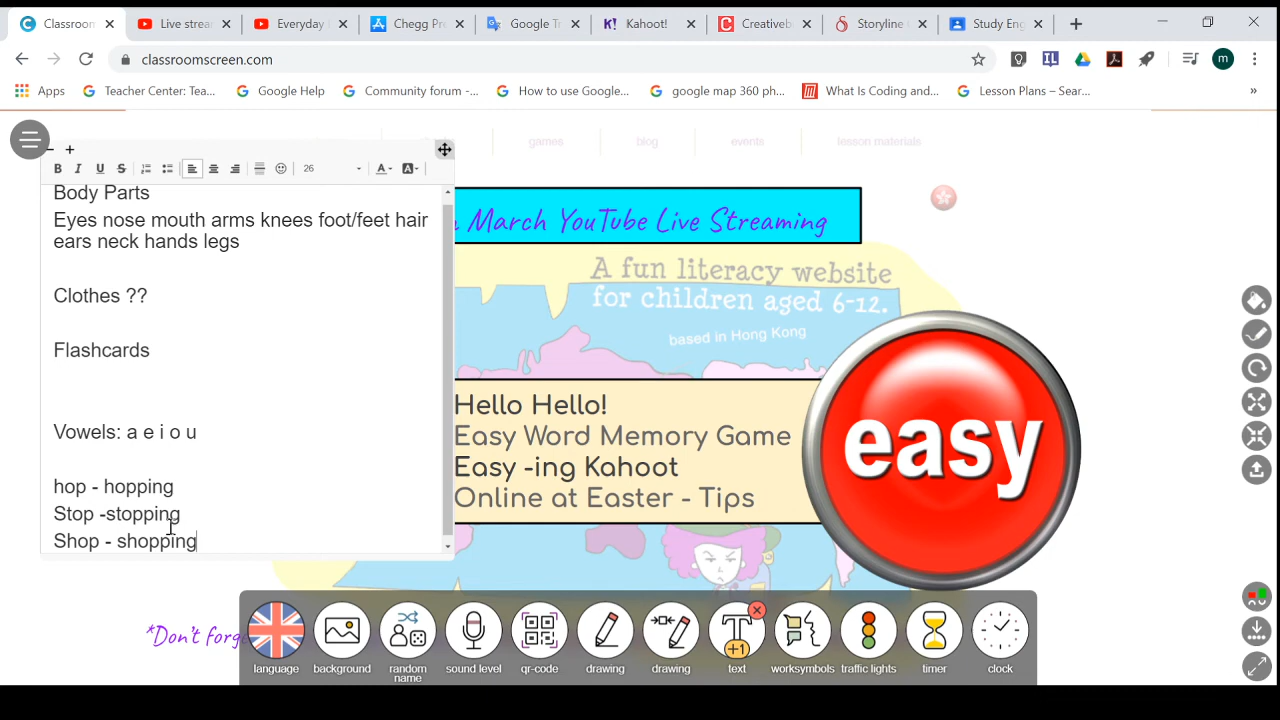 Classroom
Live strea
Everyday
Chegg Pre
Google Tr
Kahoot!
Creativeb
Storyline
Study Eng
classroomscreen.com
m
Apps
Teacher Center: Tea...
Google Help
Community forum -...
How to use Google...
google map 360 ph...
What Is Coding and...
Lesson Plans – Sear...
games
blog
events
lesson materials
B I U S 26 A A
Body Parts
Eyes nose mouth arms knees foot/feet hair
ears neck hands legs
Clothes ??
Flashcards
Vowels: a e i o u
hop - hopping
Stop -stopping
Shop - shopping
March YouTube Live Streaming
A fun literacy website
for children aged 6-12.
based in Hong Kong
Hello Hello!
Easy Word Memory Game
Easy -ing Kahoot
Online at Easter - Tips
easy
*Don't forge
+1
language
background
random
name
sound level
qr-code
drawing
drawing
text
worksymbols
traffic lights
timer
clock